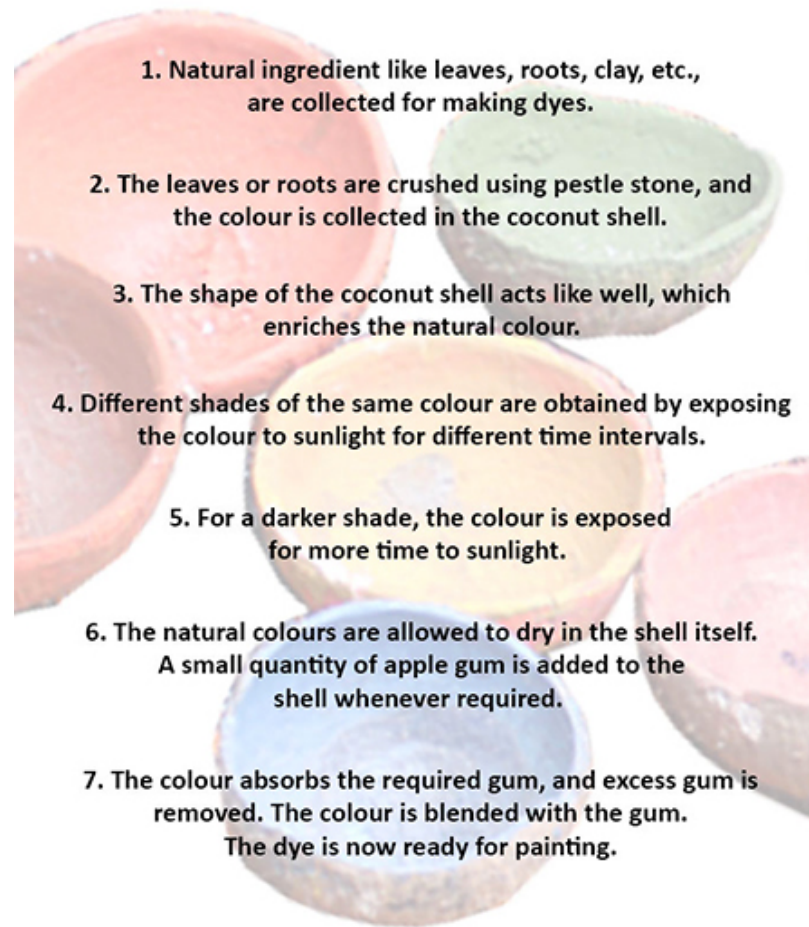 1. Natural ingredient like leaves, roots, clay, etc.,
are collected for making dyes.
2. The leaves or roots are crushed using pestle stone, and
the colour is collected in the coconut shell.
3. The shape of the coconut shell acts like well, which
enriches the natural colour.
4. Different shades of the same colour are obtained by exposing
the colour to sunlight for different time intervals.
5. For a darker shade, the colour is exposed
for more time to sunlight.
6. The natural colours are allowed to dry in the shell itself.
A small quantity of apple gum is added to the
shell whenever required.
7. The colour absorbs the required gum, and excess gum is
removed. The colour is blended with the gum.
The dye is now ready for painting.